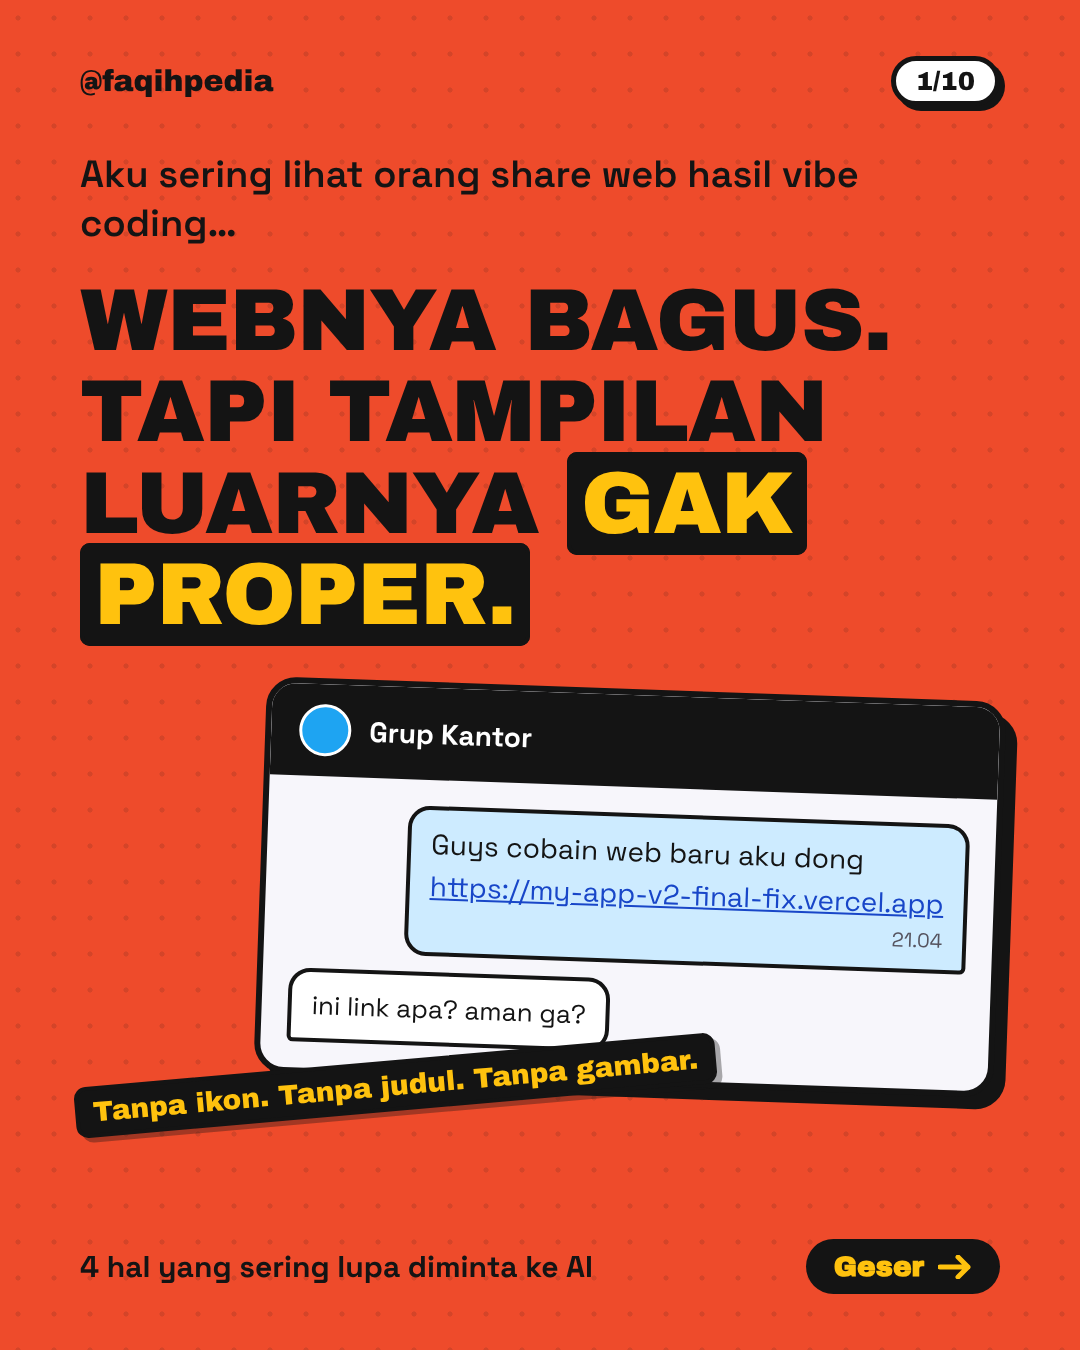 @faqihpedia
1/10
Aku sering lihat orang share web hasil vibe
coding...
WEBNYA BAGUS.
TAPI TAMPILAN
LUARNYA GAK
PROPER.
Grup Kantor
Guys cobain web baru aku dong
https://my-app-v2-final-fix.vercel.app
21.04
ini link apa? aman ga?
Tanpa ikon. Tanpa judul. Tanpa gambar.
4 hal yang sering lupa diminta ke AI
Geser →